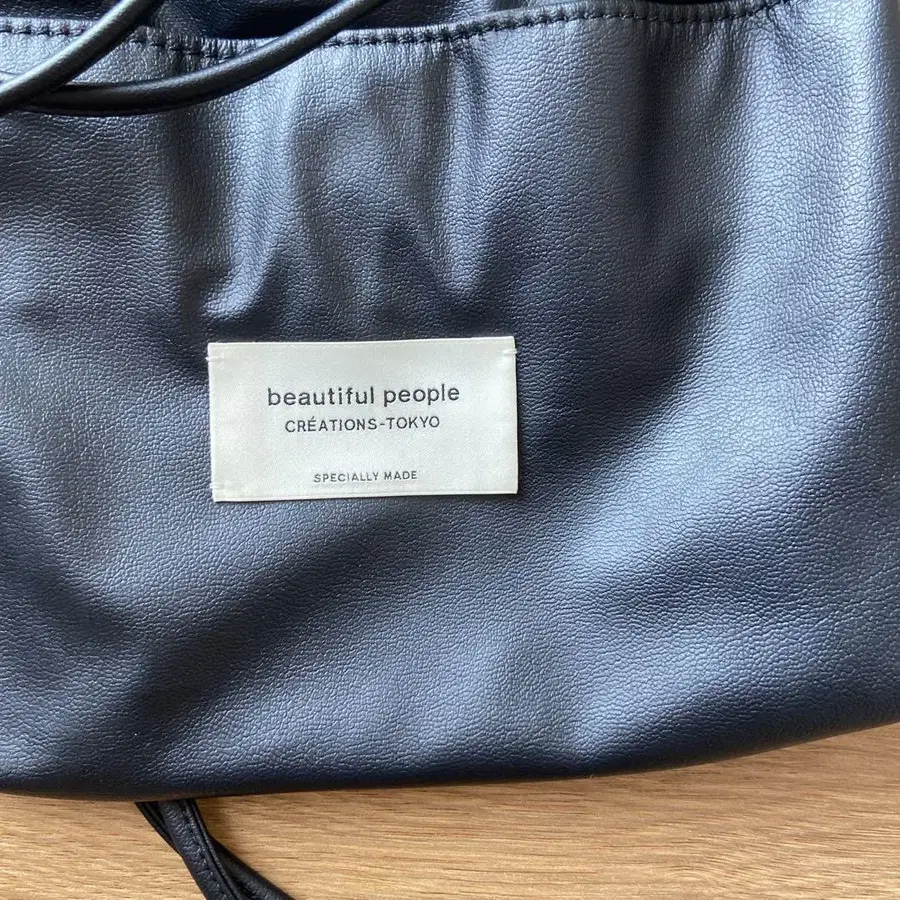 beautiful people
CRÉATIONS-TOKYO
SPECIALLY MADE